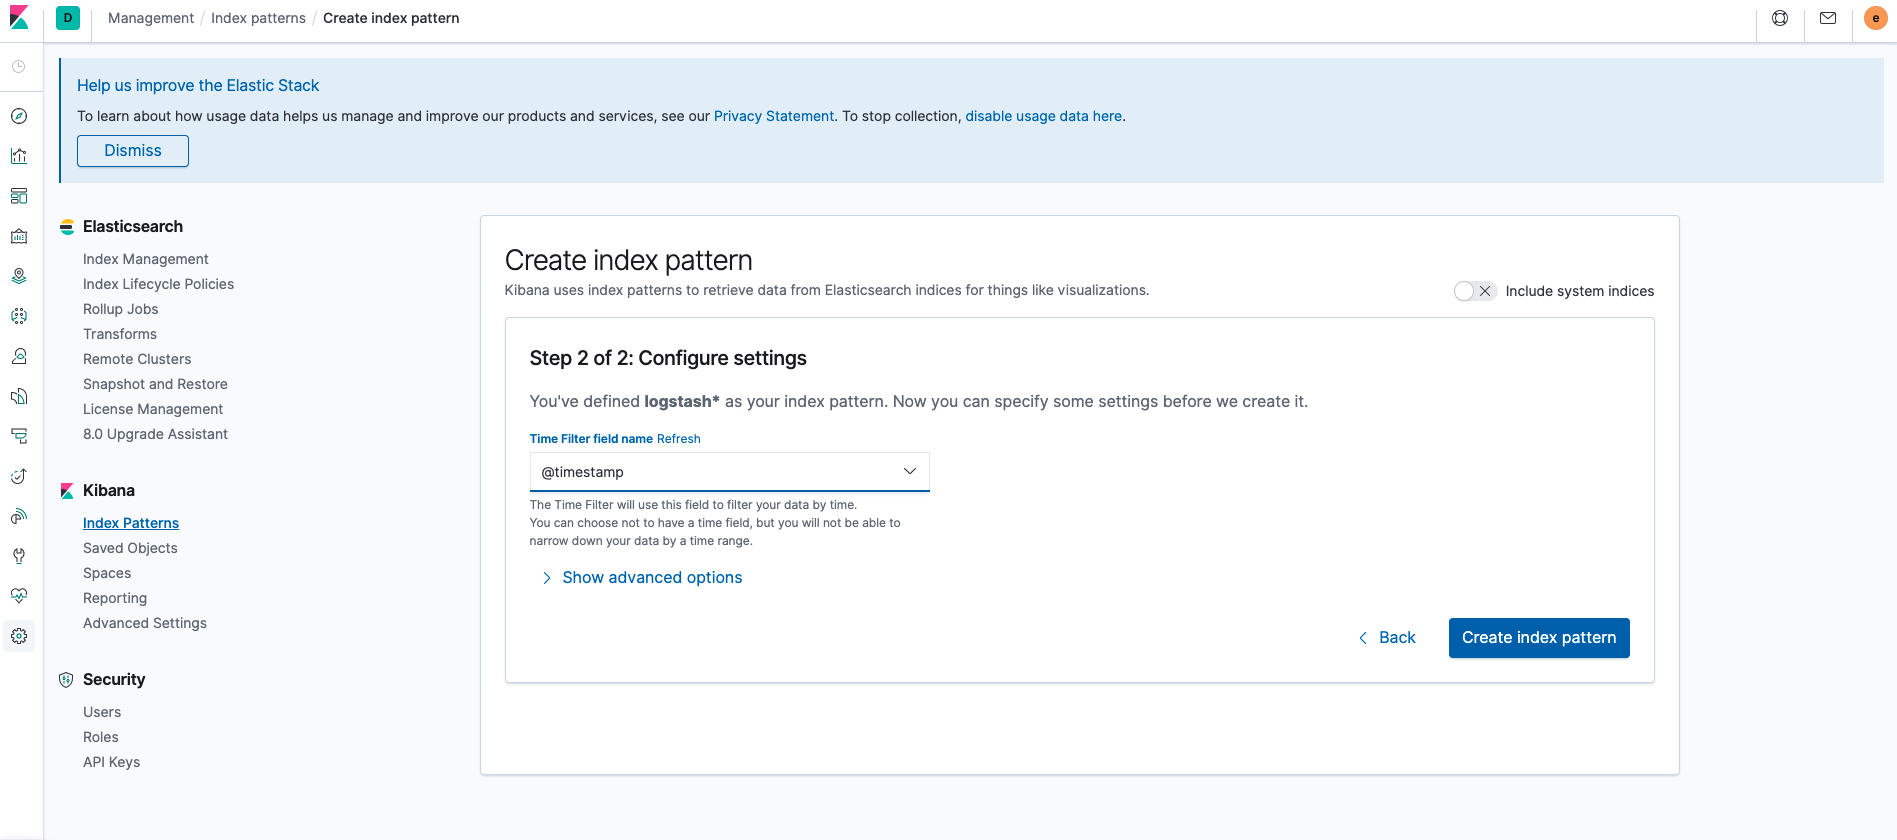 D
Management / Index patterns / Create index pattern
e
Help us improve the Elastic Stack
To learn about how usage data helps us manage and improve our products and services, see our Privacy Statement. To stop collection, disable usage data here.
Dismiss
Elasticsearch
Index Management
Index Lifecycle Policies
Rollup Jobs
Transforms
Remote Clusters
Snapshot and Restore
License Management
8.0 Upgrade Assistant
Kibana
Index Patterns
Saved Objects
Spaces
Reporting
Advanced Settings
Security
Users
Roles
API Keys
Create index pattern
Kibana uses index patterns to retrieve data from Elasticsearch indices for things like visualizations.
Include system indices
Step 2 of 2: Configure settings
You've defined logstash* as your index pattern. Now you can specify some settings before we create it.
Time Filter field name Refresh
@timestamp
The Time Filter will use this field to filter your data by time.
You can choose not to have a time field, but you will not be able to
narrow down your data by a time range.
Show advanced options
Back
Create index pattern